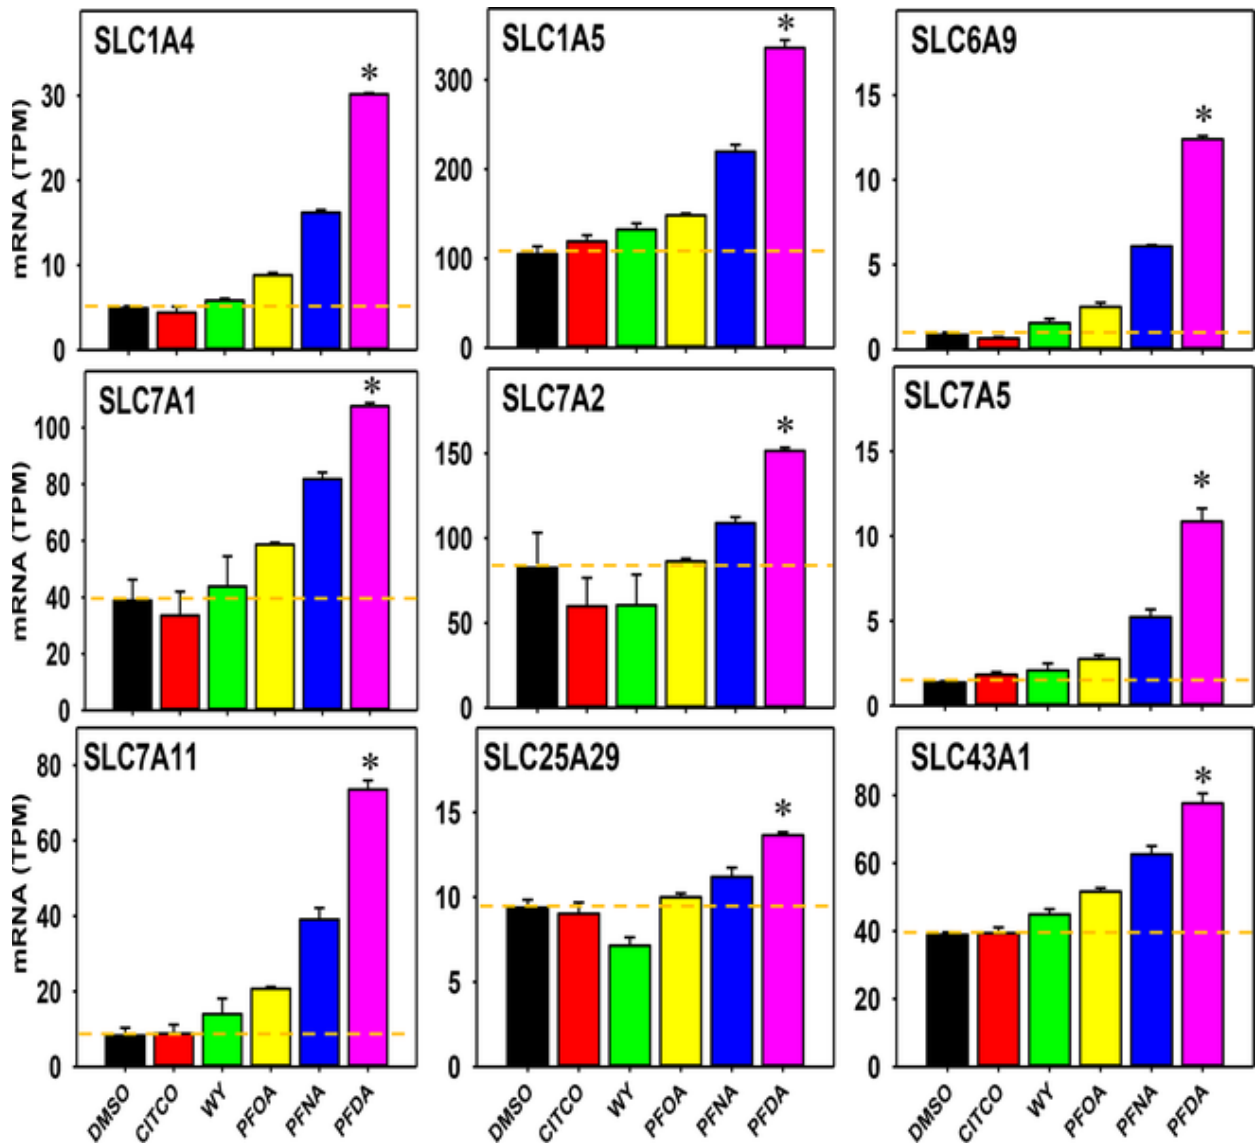 SLC1A4
SLC1A5
SLC6A9
mRNA (TPM)
30
20
10
0
*
300
200
100
0
*
15
10
5
0
*
SLC7A1
SLC7A2
SLC7A5
mRNA (TPM)
100
80
60
40
20
0
*
150
100
50
0
*
15
10
5
0
*
SLC7A11
SLC25A29
SLC43A1
mRNA (TPM)
80
60
40
20
0
*
15
10
5
0
*
80
60
40
20
0
*
DMSO
CITCO
WY
PFOA
PFNA
PFDA
DMSO
CITCO
WY
PFOA
PFNA
PFDA
DMSO
CITCO
WY
PFOA
PFNA
PFDA